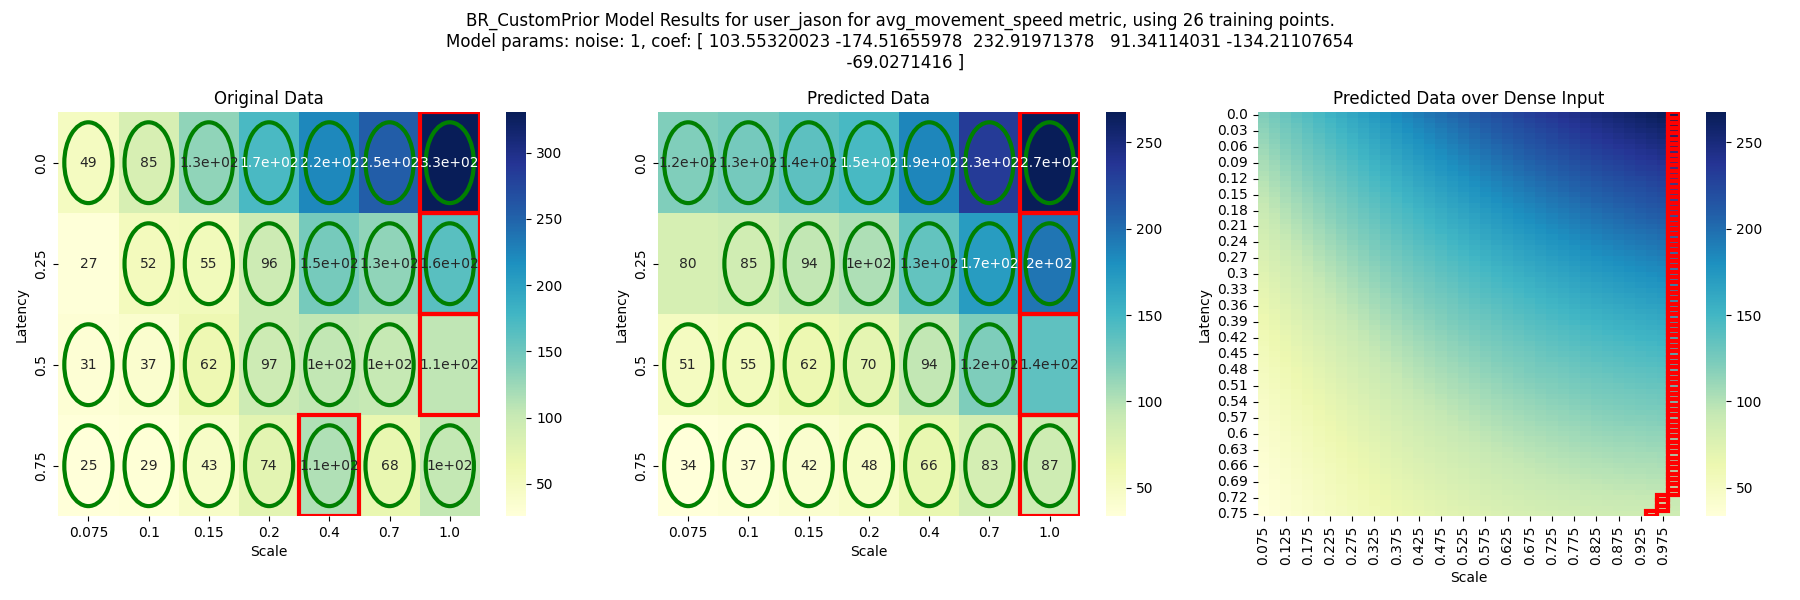 BR_CustomPrior Model Results for user_jason for avg_movement_speed metric, using 26 training points.
Model params: noise: 1, coef: [ 103.55320023 -174.51655978  232.91971378   91.34114031 -134.21107654
-69.0271416 ]
Original Data
Latency
0.0
49 85 1.3e+02 1.7e+02 2.2e+02 2.5e+02 3.3e+02
0.25
27 52 55 96 1.5e+02 1.3e+02 1.6e+02
0.5
31 37 62 97 1e+02 1e+02 1.1e+02
0.75
25 29 43 74 1.1e+02 68 1e+02
0.075 0.1 0.15 0.2 0.4 0.7 1.0
Scale
300
250
200
150
100
50
Predicted Data
Latency
0.0
1.2e+02 1.3e+02 1.4e+02 1.5e+02 1.9e+02 2.3e+02 2.7e+02
0.25
80 85 94 1e+02 1.3e+02 1.7e+02 2e+02
0.5
51 55 62 70 94 1.2e+02 1.4e+02
0.75
34 37 42 48 66 83 87
0.075 0.1 0.15 0.2 0.4 0.7 1.0
Scale
250
200
150
100
50
Predicted Data over Dense Input
Latency
0.0
0.03
0.06
0.09
0.12
0.15
0.18
0.21
0.24
0.27
0.3
0.33
0.36
0.39
0.42
0.45
0.48
0.51
0.54
0.57
0.6
0.63
0.66
0.69
0.72
0.75
0.075 0.125 0.175 0.225 0.275 0.325 0.375 0.425 0.475 0.525 0.575 0.625 0.675 0.725 0.775 0.825 0.875 0.925 0.975
Scale
250
200
150
100
50